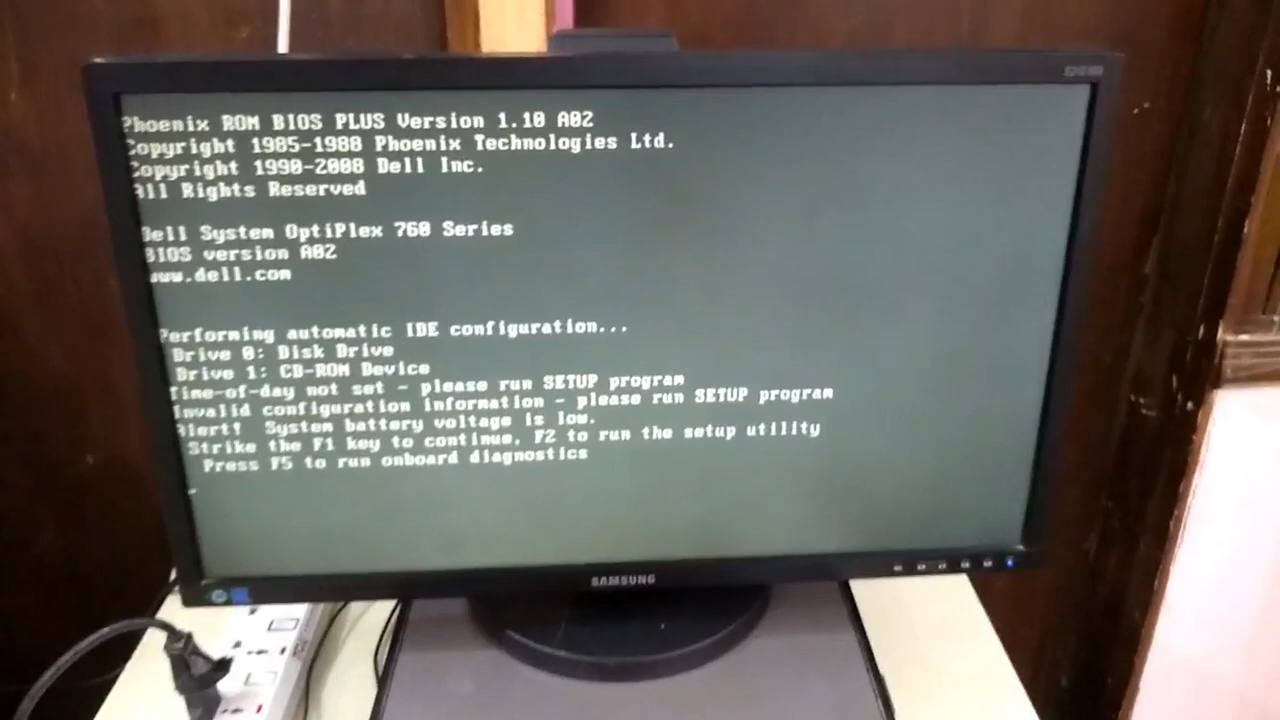 Phoenix ROM BIOS PLUS Version 1.10 A02
Copyright 1985-1988 Phoenix Technologies Ltd.
Copyright 1990-2008 Dell Inc.
All Rights Reserved
Dell System OptiPlex 760 Series
BIOS version A02
www.dell.com
Performing automatic IDE configuration...
Drive 0: Disk Drive
Drive 1: CD-ROM Device
Time-of-day not set - please run SETUP program
Invalid configuration information - please run SETUP program
Alert! System battery voltage is low.
Strike the F1 key to continue, F2 to run the setup utility
Press F5 to run onboard diagnostics
SAMSUNG